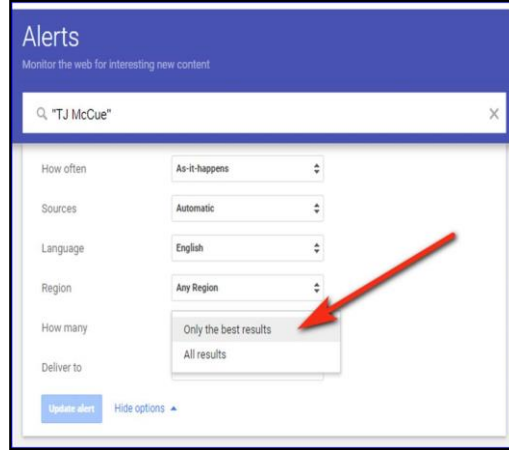 Alerts
Monitor the web for interesting new content
"TJ McCue"
How often As-it-happens
Sources Automatic
Language English
Region Any Region
How many Only the best results
All results
Deliver to
Update alert Hide options